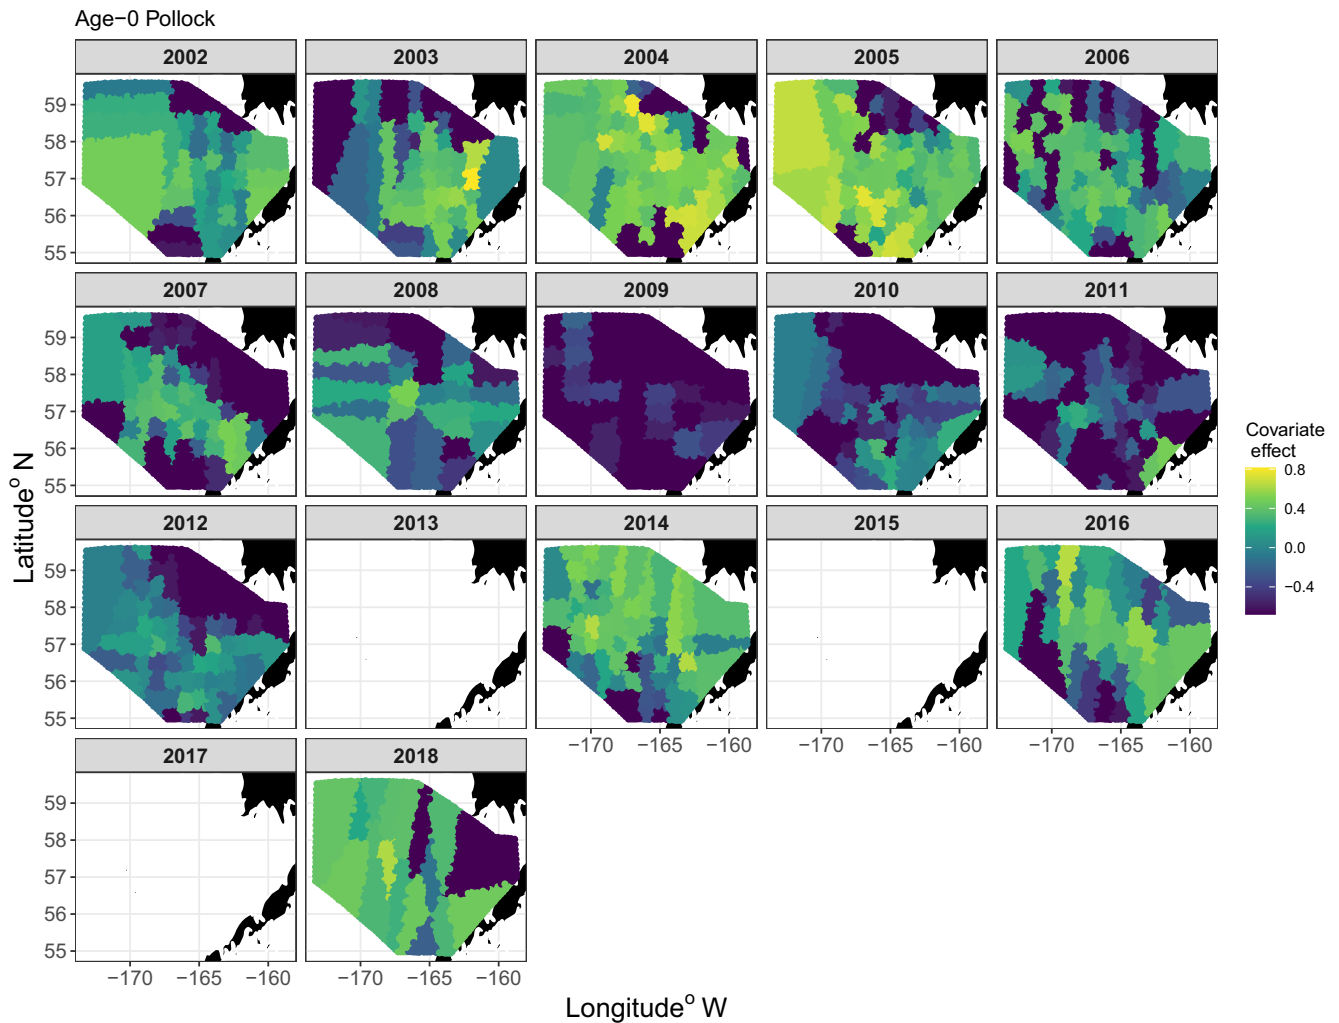 Age−0 Pollock
2002 2003 2004 2005 2006
59
58
57
56
55
2007 2008 2009 2010 2011
59
58
57
56
55
2012 2013 2014 2015 2016
59
58
57
56
55
−170 −165 −160 −170 −165 −160 −170 −165 −160
2017 2018
59
58
57
56
55
−170 −165 −160 −170 −165 −160
Latitude° N
Longitude° W
Covariate
effect
0.8
0.4
0.0
−0.4